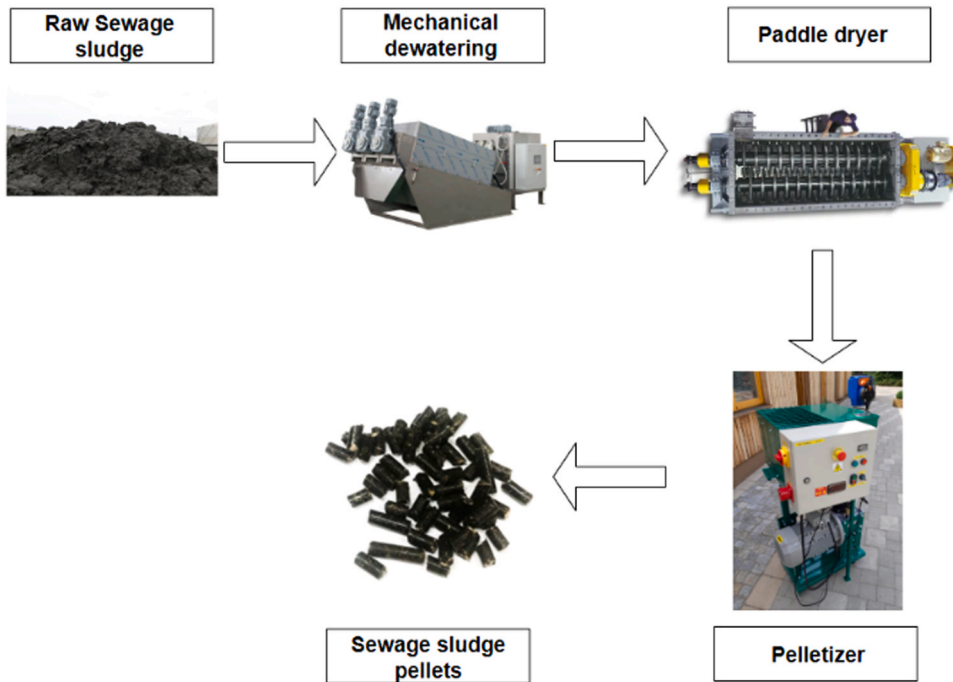 Raw Sewage
sludge
Mechanical
dewatering
Paddle dryer
Sewage sludge
pellets
Pelletizer